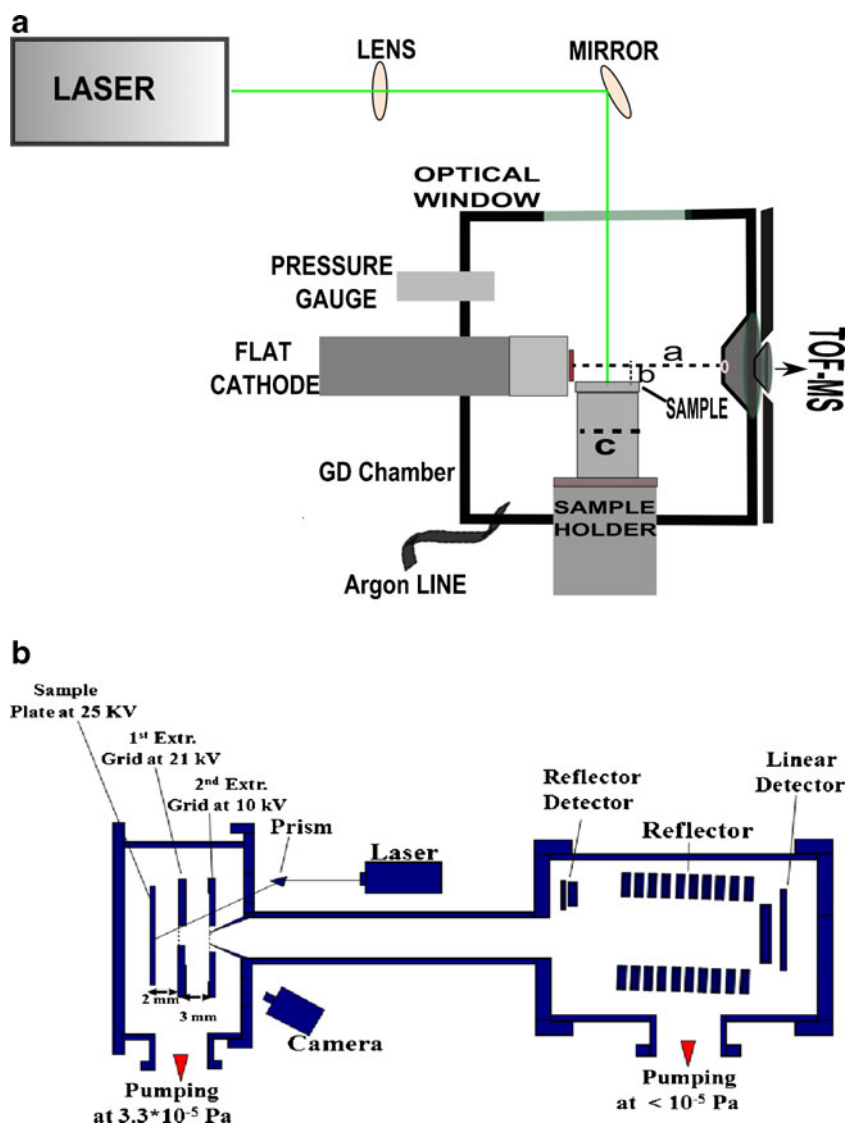 a
LASER
LENS
MIRROR
OPTICAL
WINDOW
PRESSURE
GAUGE
FLAT
CATHODE
a
b
SAMPLE
TOF-MS
c
GD Chamber
SAMPLE
HOLDER
Argon LINE
b
Sample
Plate at 25 KV
1st Extr.
Grid at 21 kV
2nd Extr.
Grid at 10 kV
Prism
Laser
Reflector
Detector
Reflector
Linear
Detector
2 mm
3 mm
Camera
Pumping
at 3.3*10-5 Pa
Pumping
at < 10-5 Pa